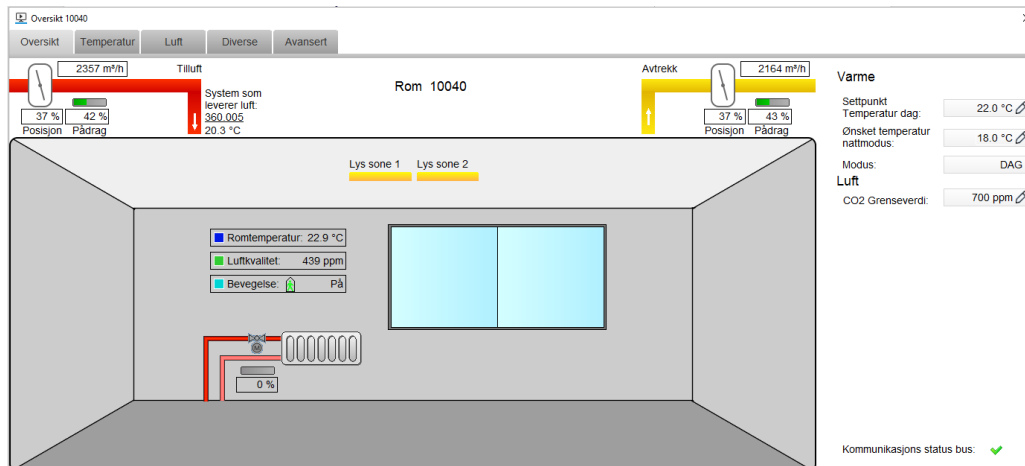 Oversikt 10040
Oversikt Temperatur Luft Diverse Avansert
2357 m³/h Tilluft
Rom 10040
Avtrekk 2164 m³/h
System som
leverer luft:
360.005
20.3 °C
37 % 42 %
Posisjon Pådrag
37 % 43 %
Posisjon Pådrag
Lys sone 1 Lys sone 2
Romtemperatur: 22.9 °C
Luftkvalitet: 439 ppm
Bevegelse: På
M
0 %
Varme
Settpunkt
Temperatur dag: 22.0 °C
Ønsket temperatur
nattmodus: 18.0 °C
Modus: DAG
Luft
CO2 Grenseverdi: 700 ppm
Kommunikasjons status bus: